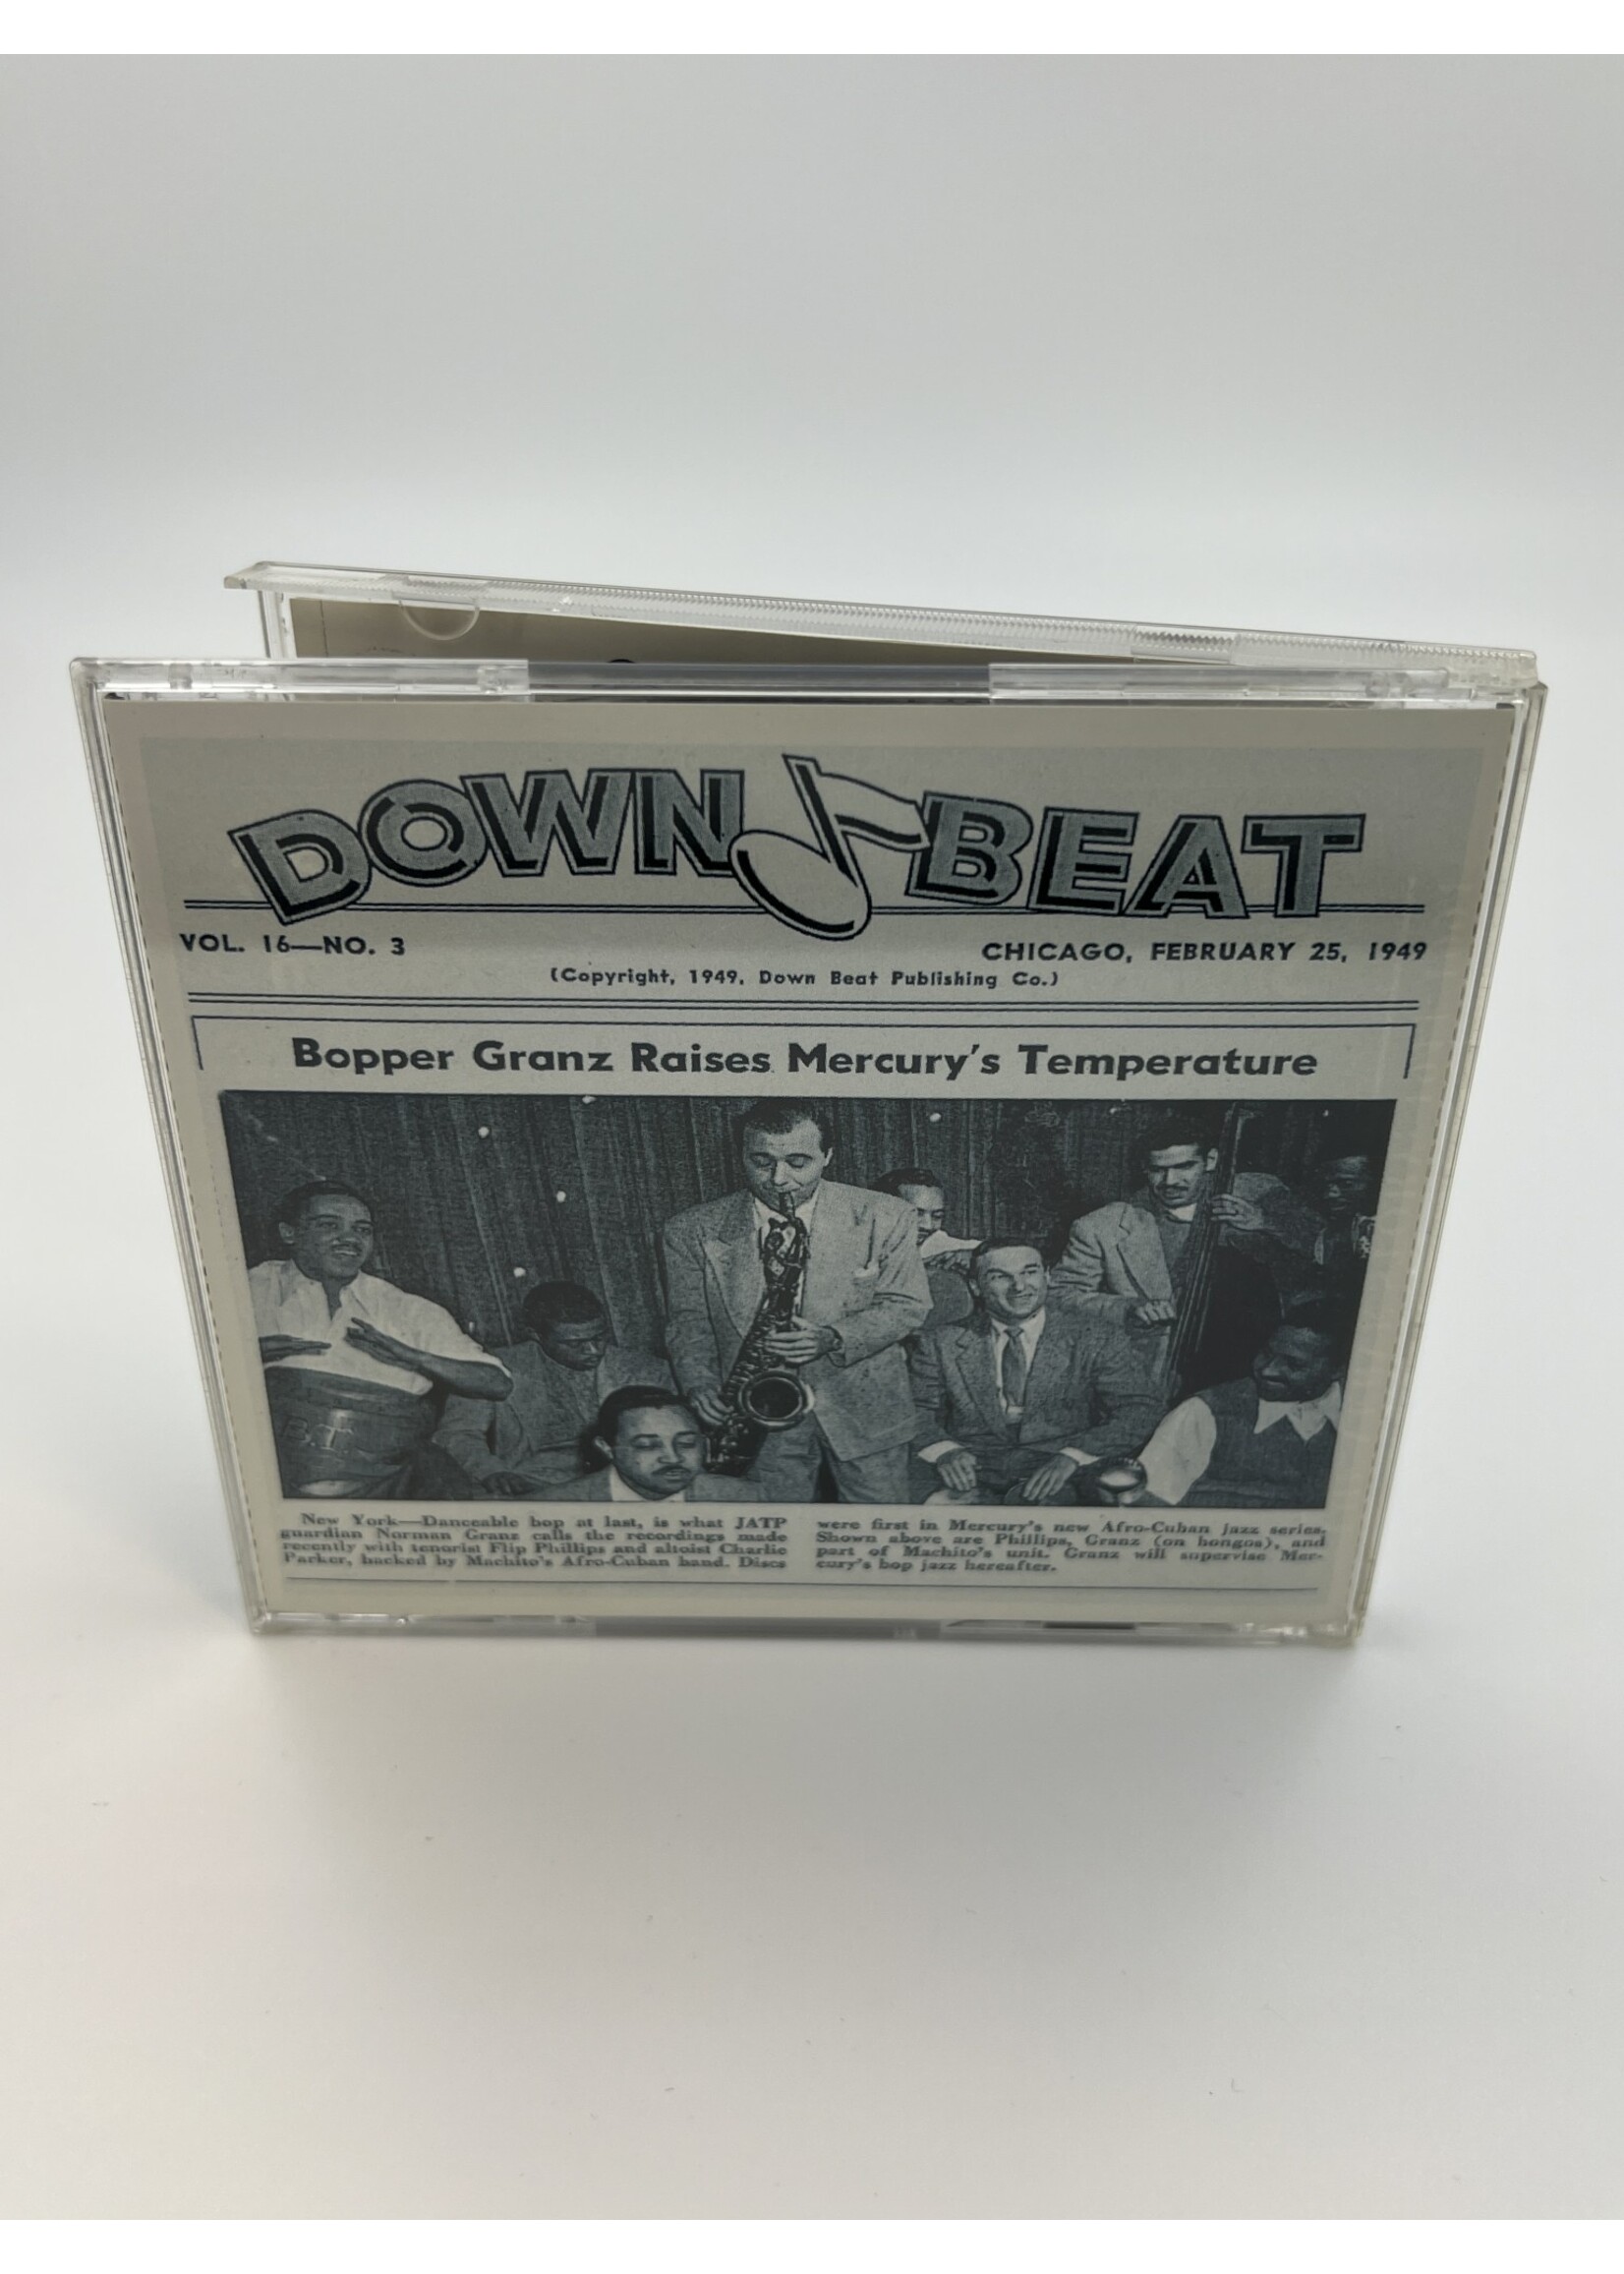 DOWN BEAT
VOL. 16—NO. 3
CHICAGO, FEBRUARY 25, 1949
(Copyright, 1949, Down Beat Publishing Co.)
Bopper Granz Raises Mercury's Temperature
New York—Danceable bop at last, is what JATP
guardian Norman Granz calls the recordings made
recently with tenorist Flip Phillips and altoist Charlie
Parker, backed by Machito's Afro-Cuban band. Discs
were first in Mercury's new Afro-Cuban jazz series.
Shown above are Phillips, Granz (on bongos), and
part of Machito's unit. Granz will supervise Mer-
cury's bop jazz hereafter.